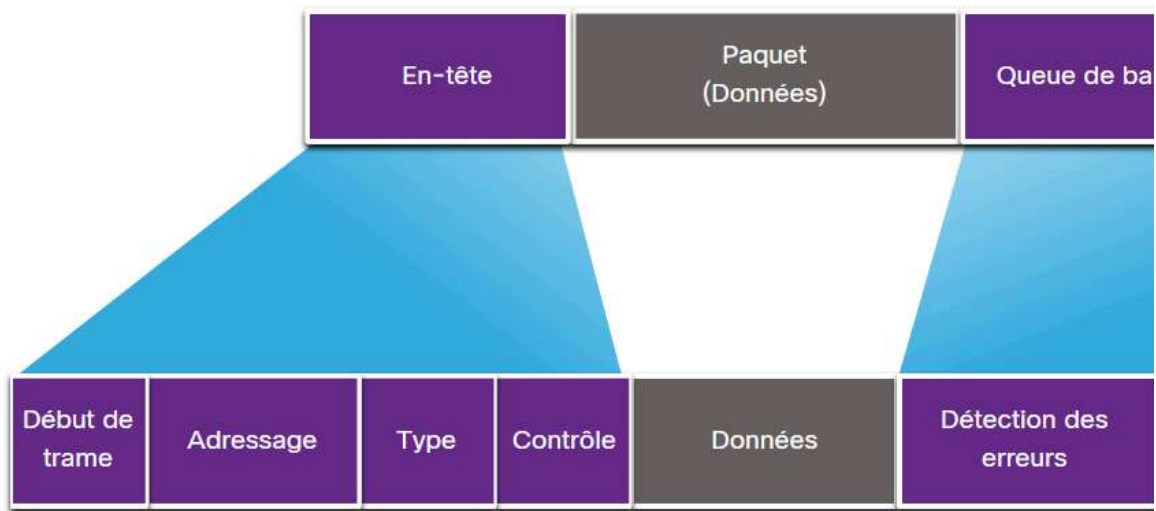 En-tête
Paquet
(Données)
Queue de ba
Début de
trame
Adressage
Type
Contrôle
Données
Détection des
erreurs